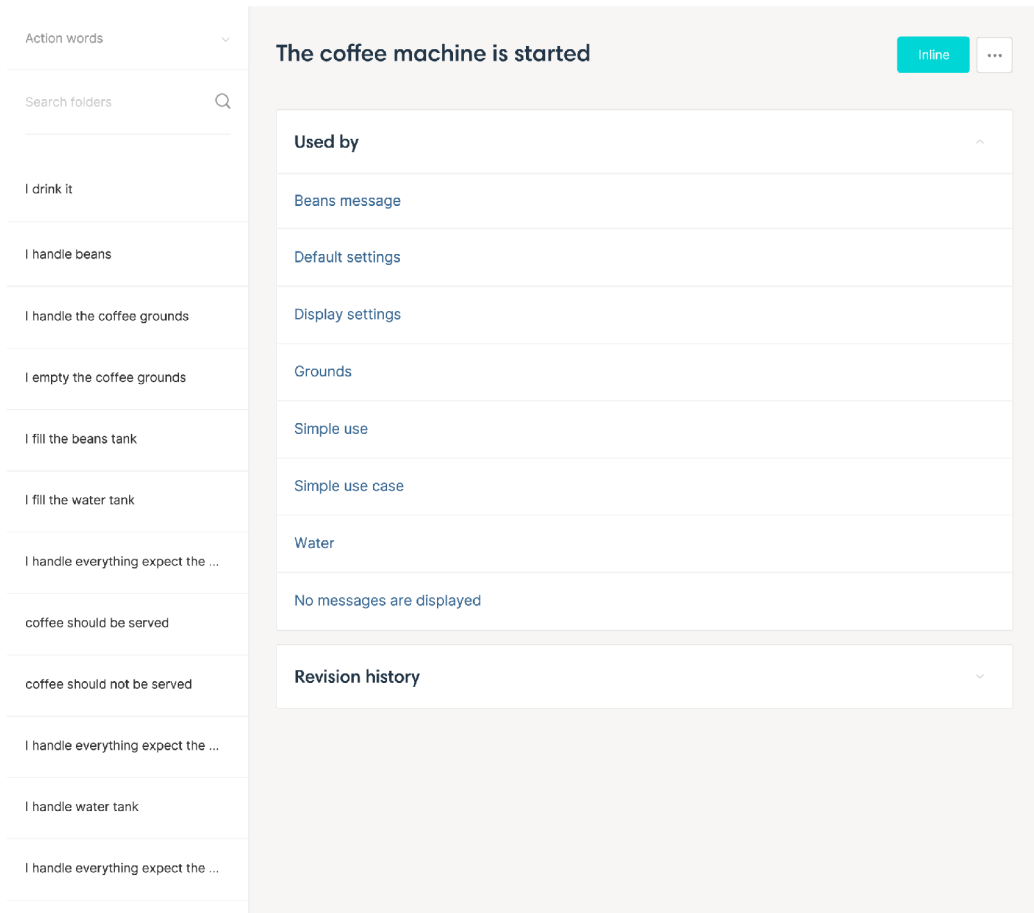 Action words
Search folders
I drink it
I handle beans
I handle the coffee grounds
I empty the coffee grounds
I fill the beans tank
I fill the water tank
I handle everything expect the ...
coffee should be served
coffee should not be served
I handle everything expect the ...
I handle water tank
I handle everything expect the ...
The coffee machine is started
Inline
...
Used by
Beans message
Default settings
Display settings
Grounds
Simple use
Simple use case
Water
No messages are displayed
Revision history